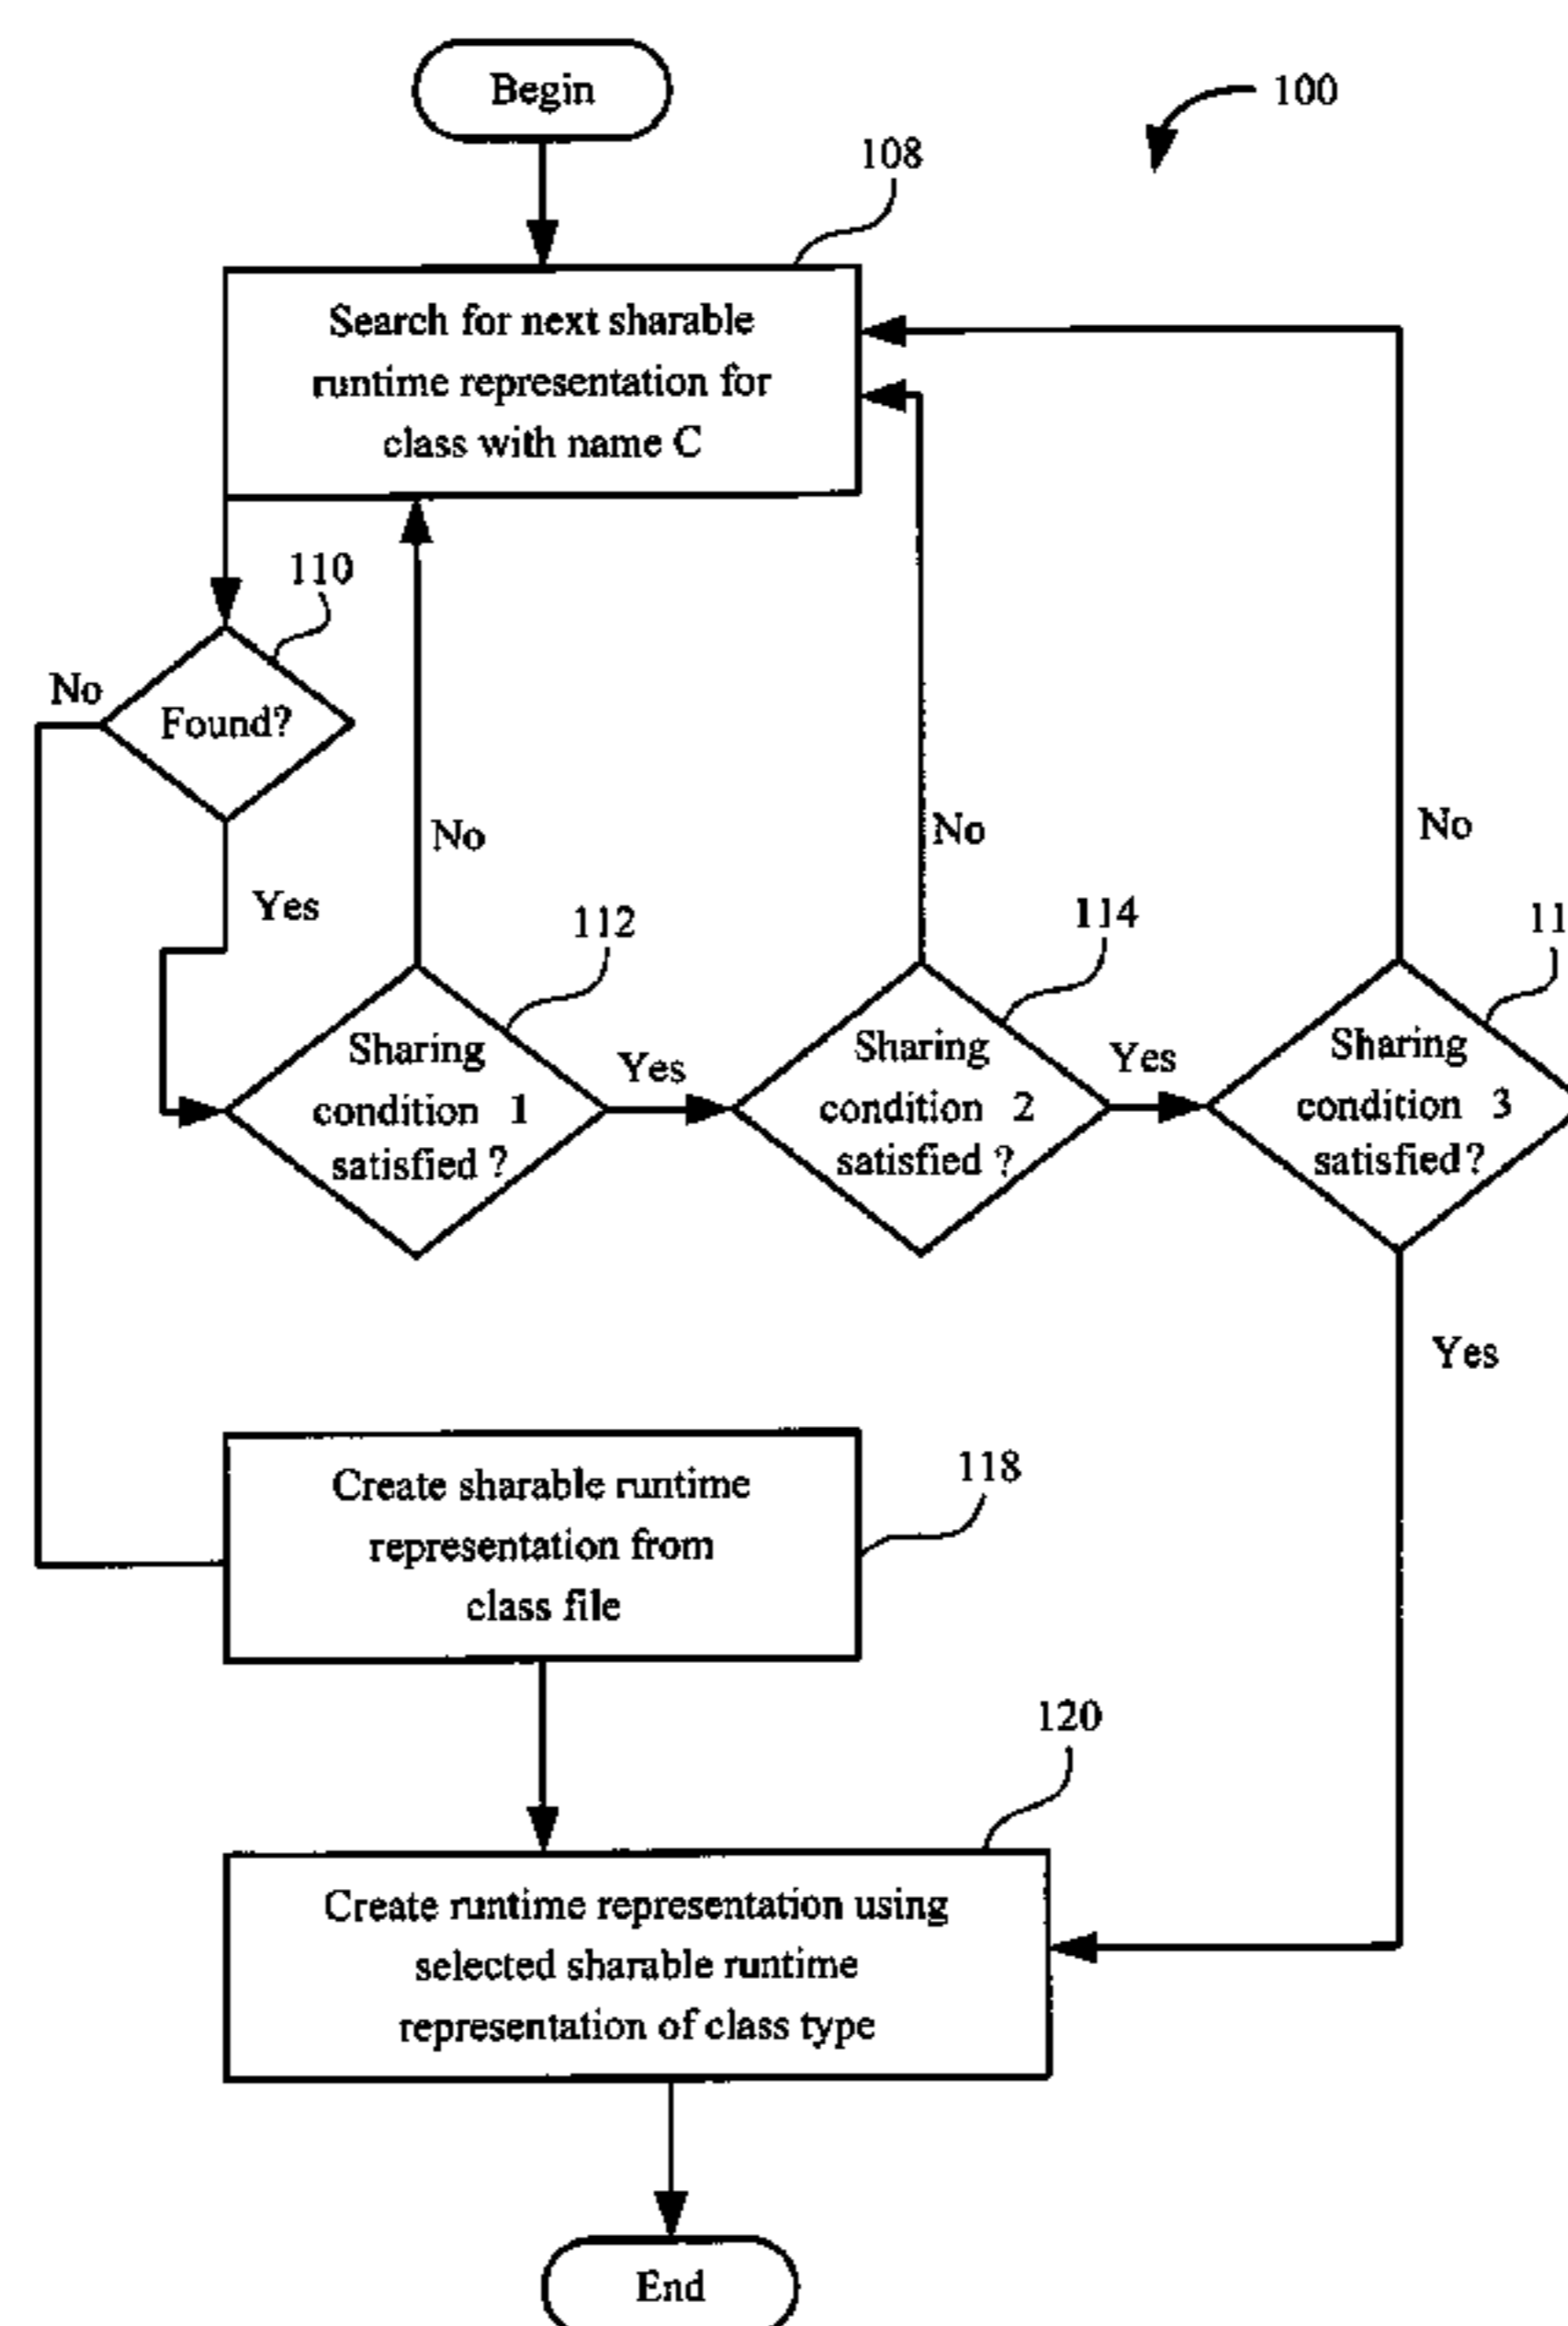 Begin
100
108
Search for next sharable
runtime representation for
class with name C
110
No
Found?
No
No
No
Yes
112
114
11
Sharing
condition 1
satisfied ?
Yes
Sharing
condition 2
satisfied ?
Yes
Sharing
condition 3
satisfied ?
Yes
Create sharable runtime
representation from
class file
118
120
Create runtime representation using
selected sharable runtime
representation of class type
End